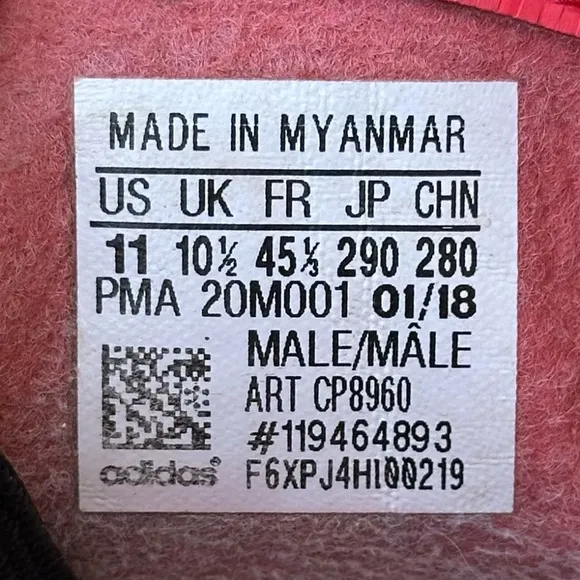 MADE IN MYANMAR
US UK FR JP CHN
11 10½ 45⅓ 290 280
PMA 20M001 01/18
MALE/MÂLE
ART CP8960
#119464893
adidas® F6XPJ4H100219